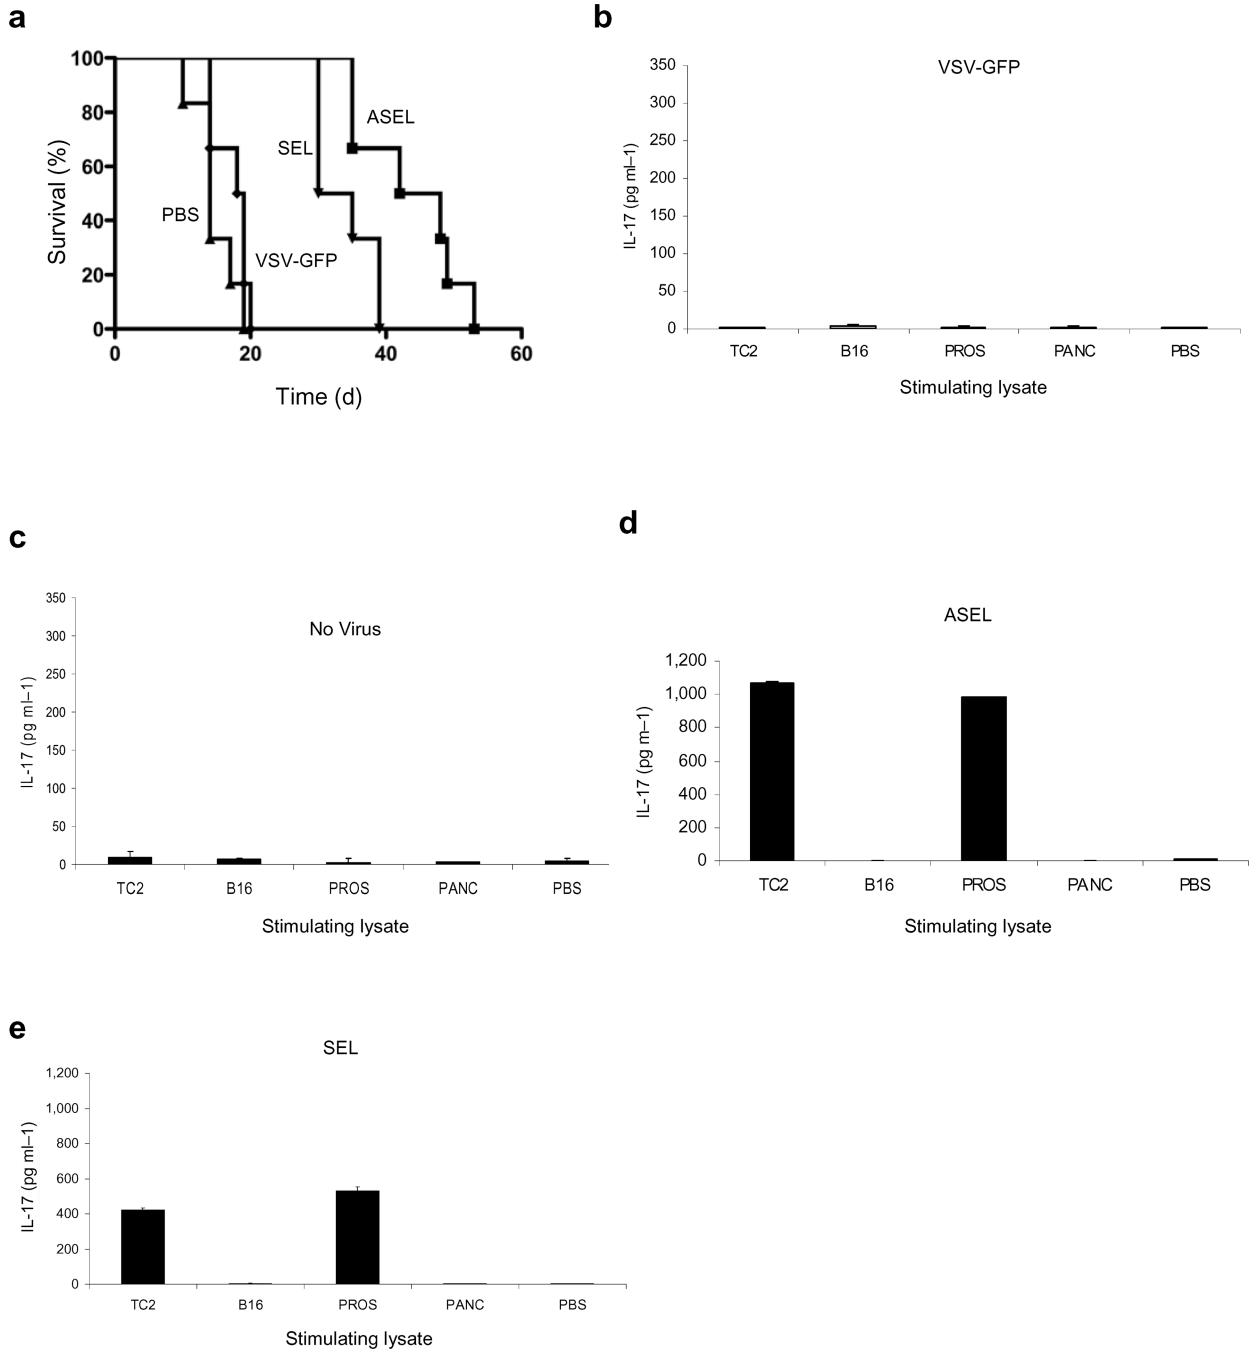 a
100
80
60
40
20
0
Survival (%)
ASEL
SEL
PBS
VSV-GFP
0 20 40 60
Time (d)
b
VSV-GFP
350
300
250
200
150
100
50
0
IL-17 (pg ml–1)
TC2 B16 PROS PANC PBS
Stimulating lysate
c
No Virus
350
300
250
200
150
100
50
0
IL-17 (pg ml–1)
TC2 B16 PROS PANC PBS
Stimulating lysate
d
ASEL
1,200
1,000
800
600
400
200
0
IL-17 (pg m–1)
TC2 B16 PROS PANC PBS
Stimulating lysate
e
SEL
1,200
1,000
800
600
400
200
0
IL-17 (pg ml–1)
TC2 B16 PROS PANC PBS
Stimulating lysate